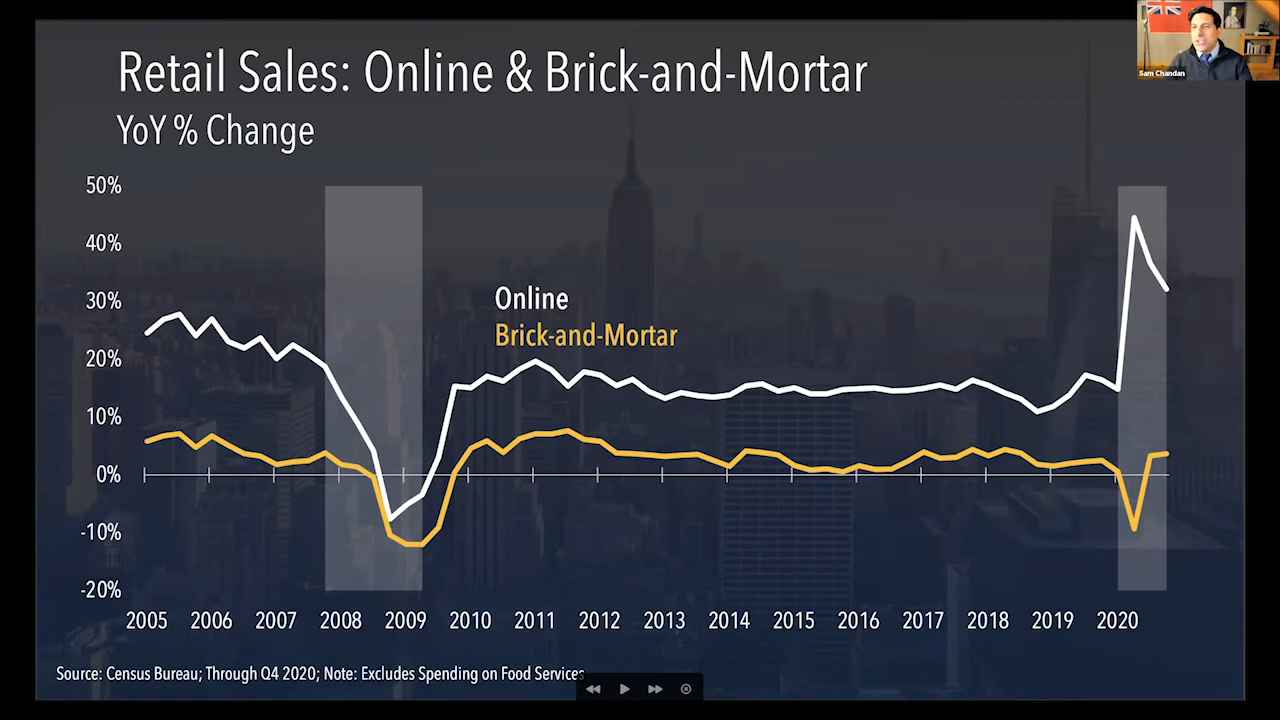 Retail Sales: Online & Brick-and-Mortar
YoY % Change
Sam Chandan
50%
40%
30%
20%
10%
0%
-10%
-20%
Online
Brick-and-Mortar
2005 2006 2007 2008 2009 2010 2011 2012 2013 2014 2015 2016 2017 2018 2019 2020
Source: Census Bureau; Through Q4 2020; Note: Excludes Spending on Food Services